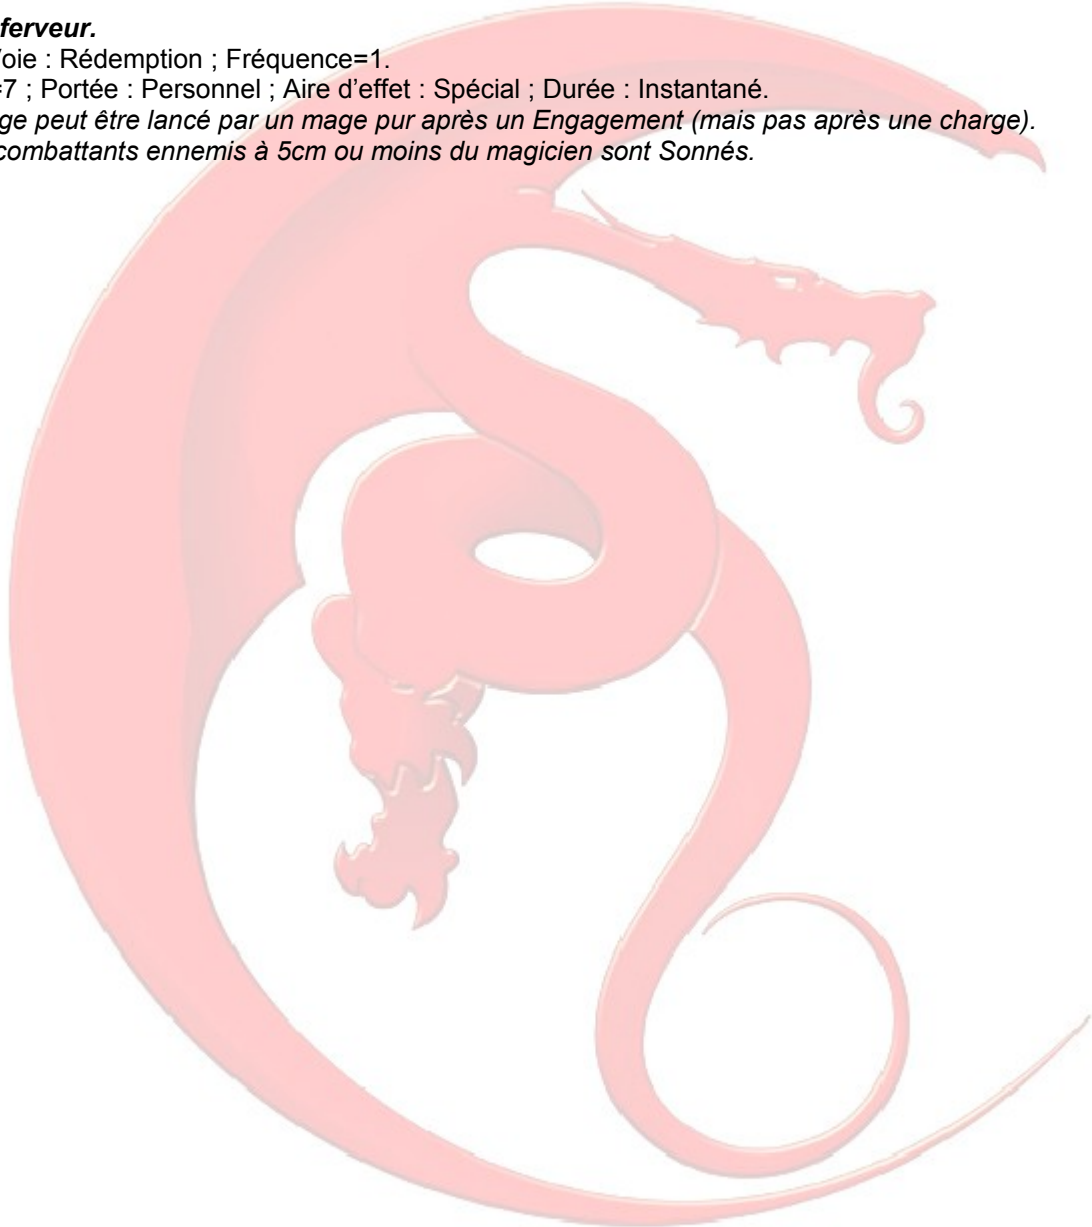 ferveur.
oie : Rédemption ; Fréquence=1.
=7 ; Portée : Personnel ; Aire d'effet : Spécial ; Durée : Instantané.
ge peut être lancé par un mage pur après un Engagement (mais pas après une charge).
combattants ennemis à 5cm ou moins du magicien sont Sonnés.